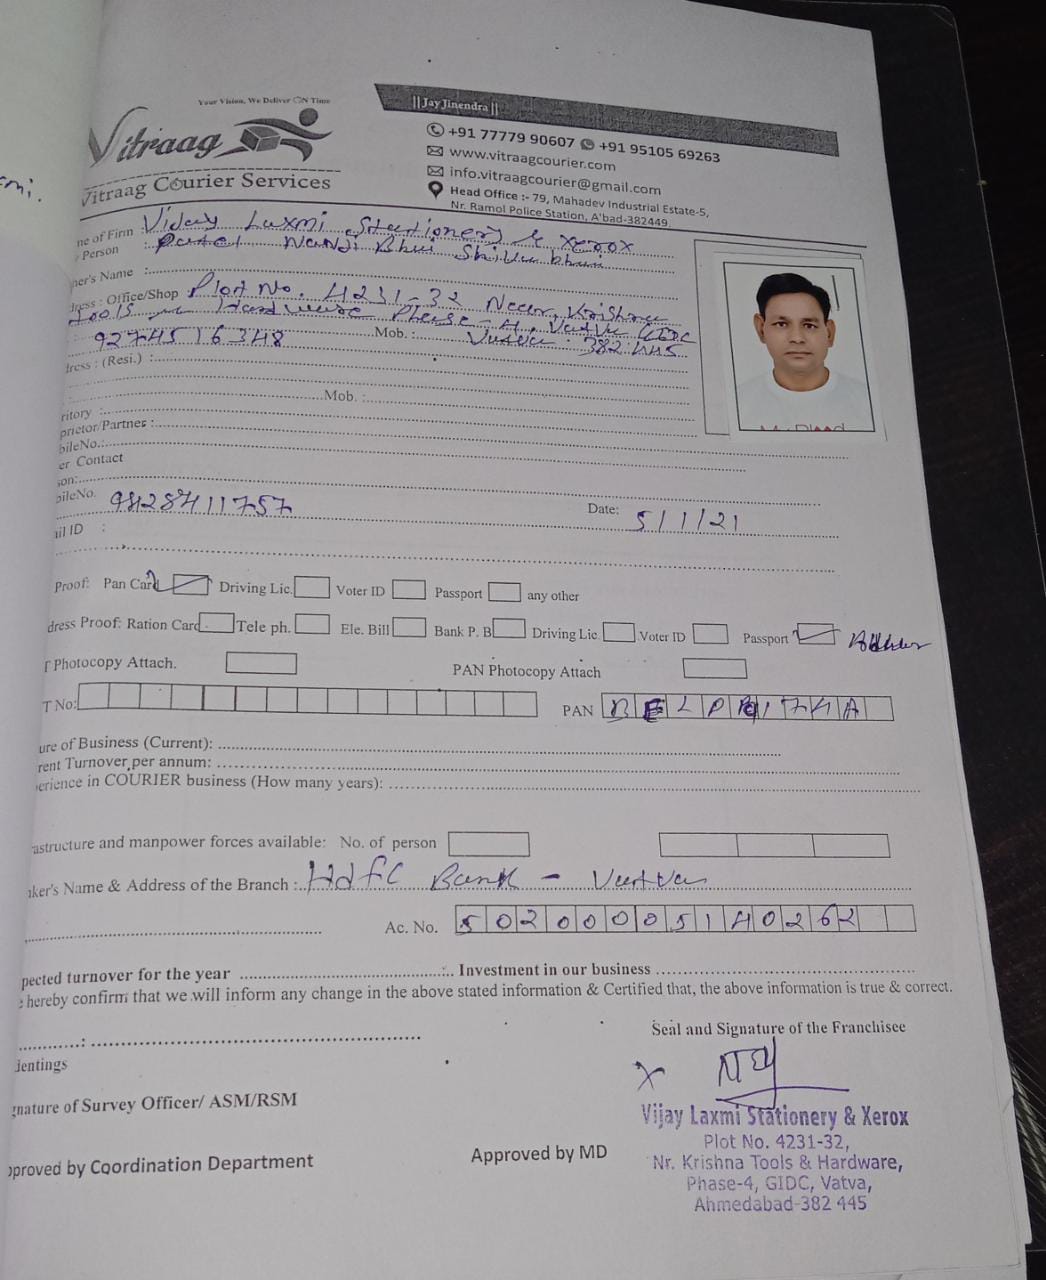 Your Vision, We Deliver ON Time
|| Jay Jinendra ||
Vitraag
Vitraag Courier Services
+91 77779 90607 +91 95105 69263
www.vitraagcourier.com
info.vitraagcourier@gmail.com
Head Office :- 79, Mahadev Industrial Estate-5,
Nr. Ramol Police Station, A'bad-382449
mi.
me of Firm : Vijay Laxmi Stationery & Xerox
Person : Patel Nanji Bhai Shivabhai
ner's Name :
dress : Office/Shop Plot No. 4231-32 Near, Krishna
Tools Hardware Phase-4, Vatva GIDC
9274516348 Mob. : Vatva. 382445
dress : (Resi.) :
Mob. :
ritory :
prietor/Partner :
bileNo.:
er Contact
son:
bileNo. 9428411757 Date: 5/1/21
ail ID :
Proof: Pan Card Driving Lic. Voter ID Passport any other
dress Proof: Ration Card Tele ph. Ele. Bill Bank P. B Driving Lic. Voter ID Passport
T Photocopy Attach. PAN Photocopy Attach
T No: PAN
ure of Business (Current):
rent Turnover per annum:
erience in COURIER business (How many years):
astructure and manpower forces available: No. of person
ker's Name & Address of the Branch : Hdfc Bank - Vatva
Ac. No. 50200005140262
pected turnover for the year Investment in our business
e hereby confirm that we will inform any change in the above stated information & Certified that, the above information is true & correct.
Seal and Signature of the Franchisee
dentings
gnature of Survey Officer/ ASM/RSM
Vijay Laxmi Stationery & Xerox
Plot No. 4231-32,
Nr. Krishna Tools & Hardware,
Phase-4, GIDC, Vatva,
Ahmedabad-382 445
pproved by Coordination Department Approved by MD